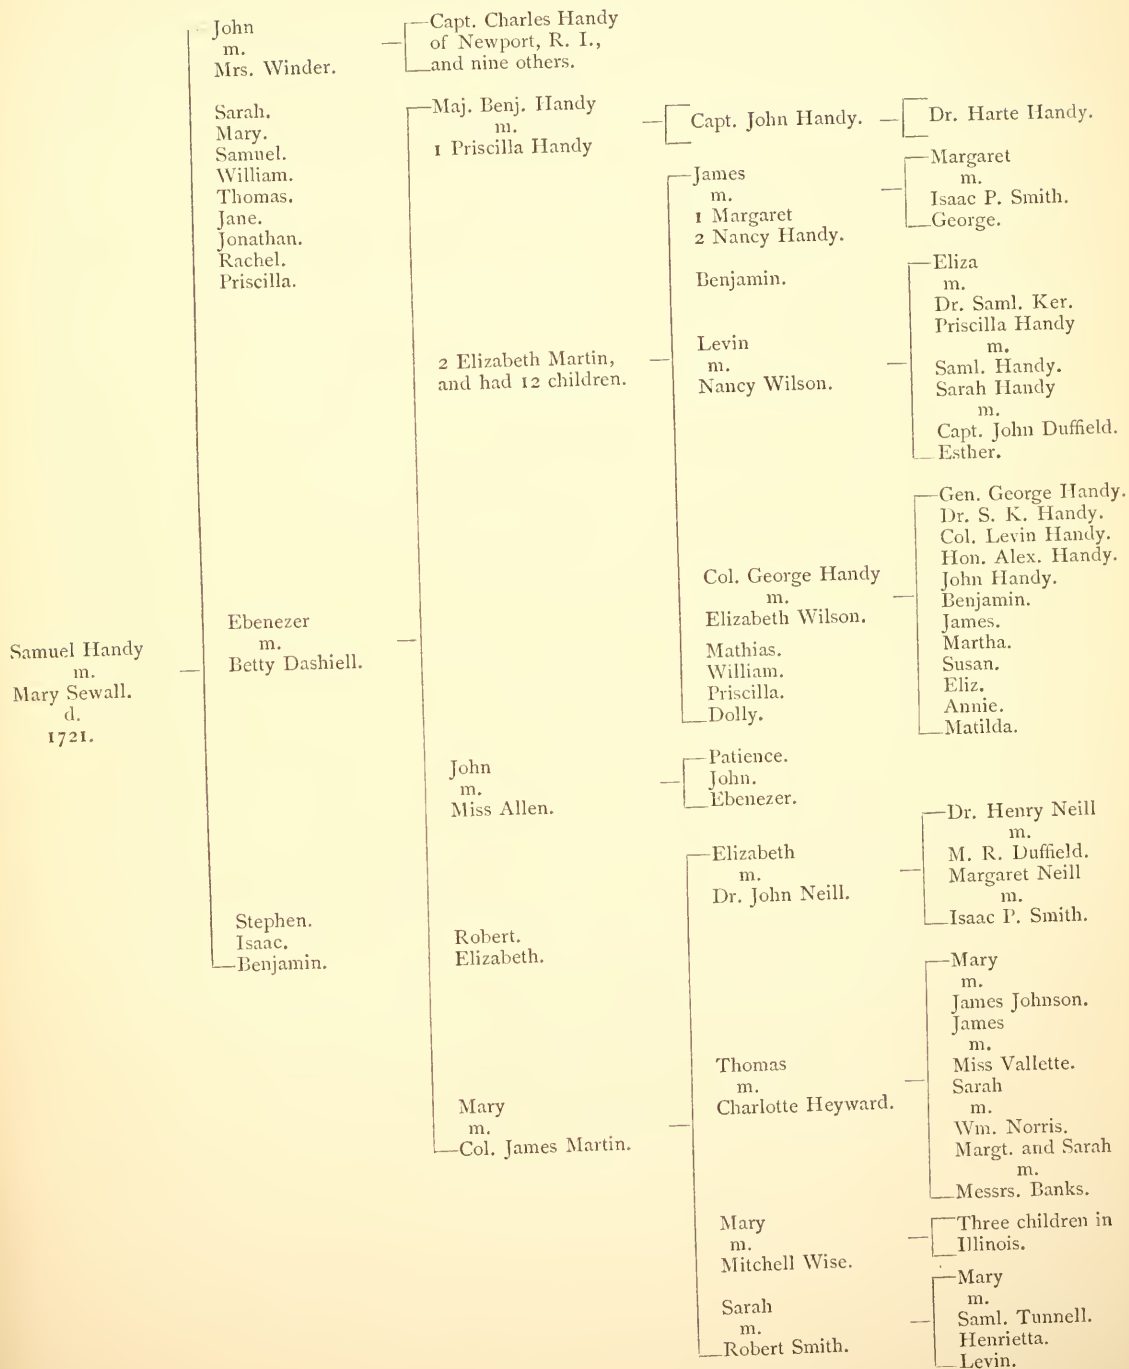 Samuel Handy
m.
Mary Sewall.
d.
1721.
John
m.
Mrs. Winder.
Sarah.
Mary.
Samuel.
William.
Thomas.
Jane.
Jonathan.
Rachel.
Priscilla.
Ebenezer
m.
Betty Dashiell.
Stephen.
Isaac.
Benjamin.
Capt. Charles Handy
of Newport, R. I.,
and nine others.
Maj. Benj. Handy
m.
1 Priscilla Handy
2 Elizabeth Martin,
and had 12 children.
John
m.
Miss Allen.
Robert.
Elizabeth.
Mary
m.
Col. James Martin.
Capt. John Handy.
James
m.
1 Margaret
2 Nancy Handy.
Benjamin.
Levin
m.
Nancy Wilson.
Col. George Handy
m.
Elizabeth Wilson.
Mathias.
William.
Priscilla.
Dolly.
Patience.
John.
Ebenezer.
Elizabeth
m.
Dr. John Neill.
Thomas
m.
Charlotte Heyward.
Mary
m.
Mitchell Wise.
Sarah
m.
Robert Smith.
Dr. Harte Handy.
Margaret
m.
Isaac P. Smith.
George.
Eliza
m.
Dr. Saml. Ker.
Priscilla Handy
m.
Saml. Handy.
Sarah Handy
m.
Capt. John Duffield.
Esther.
Gen. George Handy.
Dr. S. K. Handy.
Col. Levin Handy.
Hon. Alex. Handy.
John Handy.
Benjamin.
James.
Martha.
Susan.
Eliz.
Annie.
Matilda.
Dr. Henry Neill
m.
M. R. Duffield.
Margaret Neill
m.
Isaac P. Smith.
Mary
m.
James Johnson.
James
m.
Miss Vallette.
Sarah
m.
Wm. Norris.
Margt. and Sarah
m.
Messrs. Banks.
Three children in
Illinois.
Mary
m.
Saml. Tunnell.
Henrietta.
Levin.